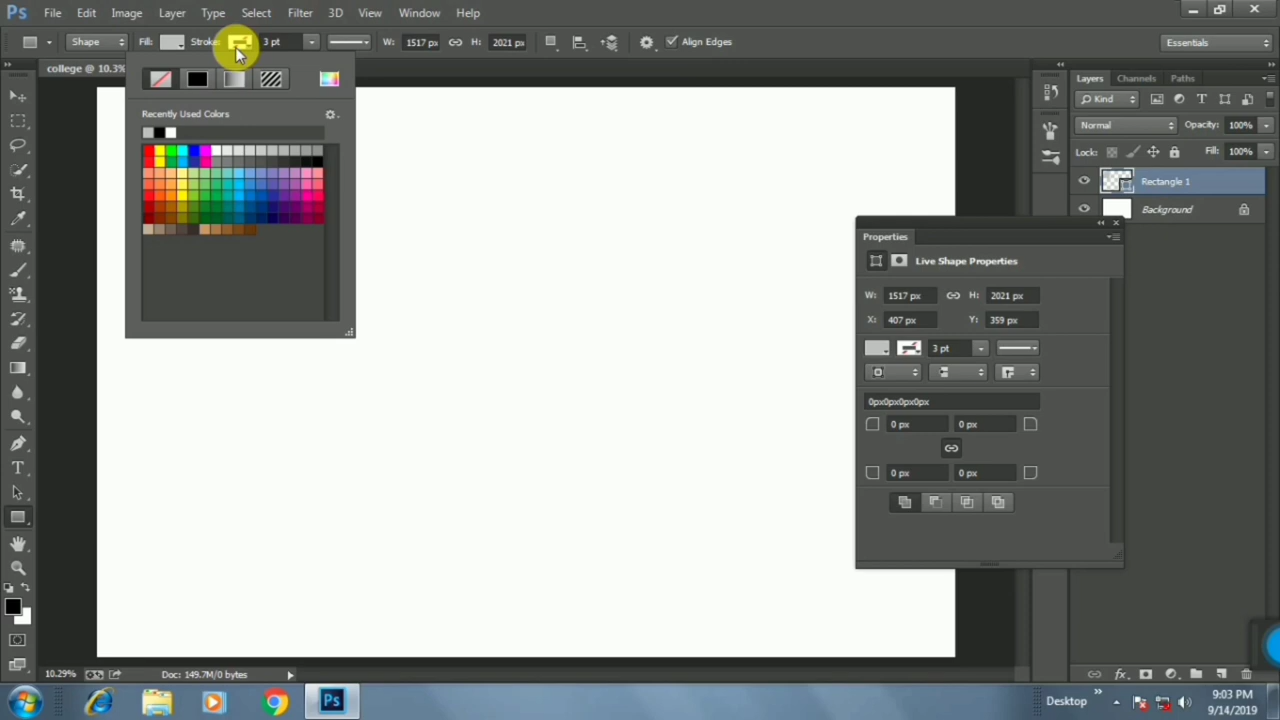 Ps File Edit Image Layer Type Select Filter 3D View Window Help
Shape Fill: Stroke: 3 pt W: 1517 px H: 2021 px Align Edges Essentials
college @ 10.3%
Recently Used Colors
Layers Channels Paths
Kind
Normal Opacity: 100%
Lock: Fill: 100%
Rectangle 1
Background
Properties
Live Shape Properties
W: 1517 px H: 2021 px
X: 407 px Y: 359 px
3 pt
0px0px0px0px
0 px 0 px
0 px 0 px
T
10.29% Doc: 149.7M/0 bytes
fx
Ps Desktop 9:03 PM
9/14/2019